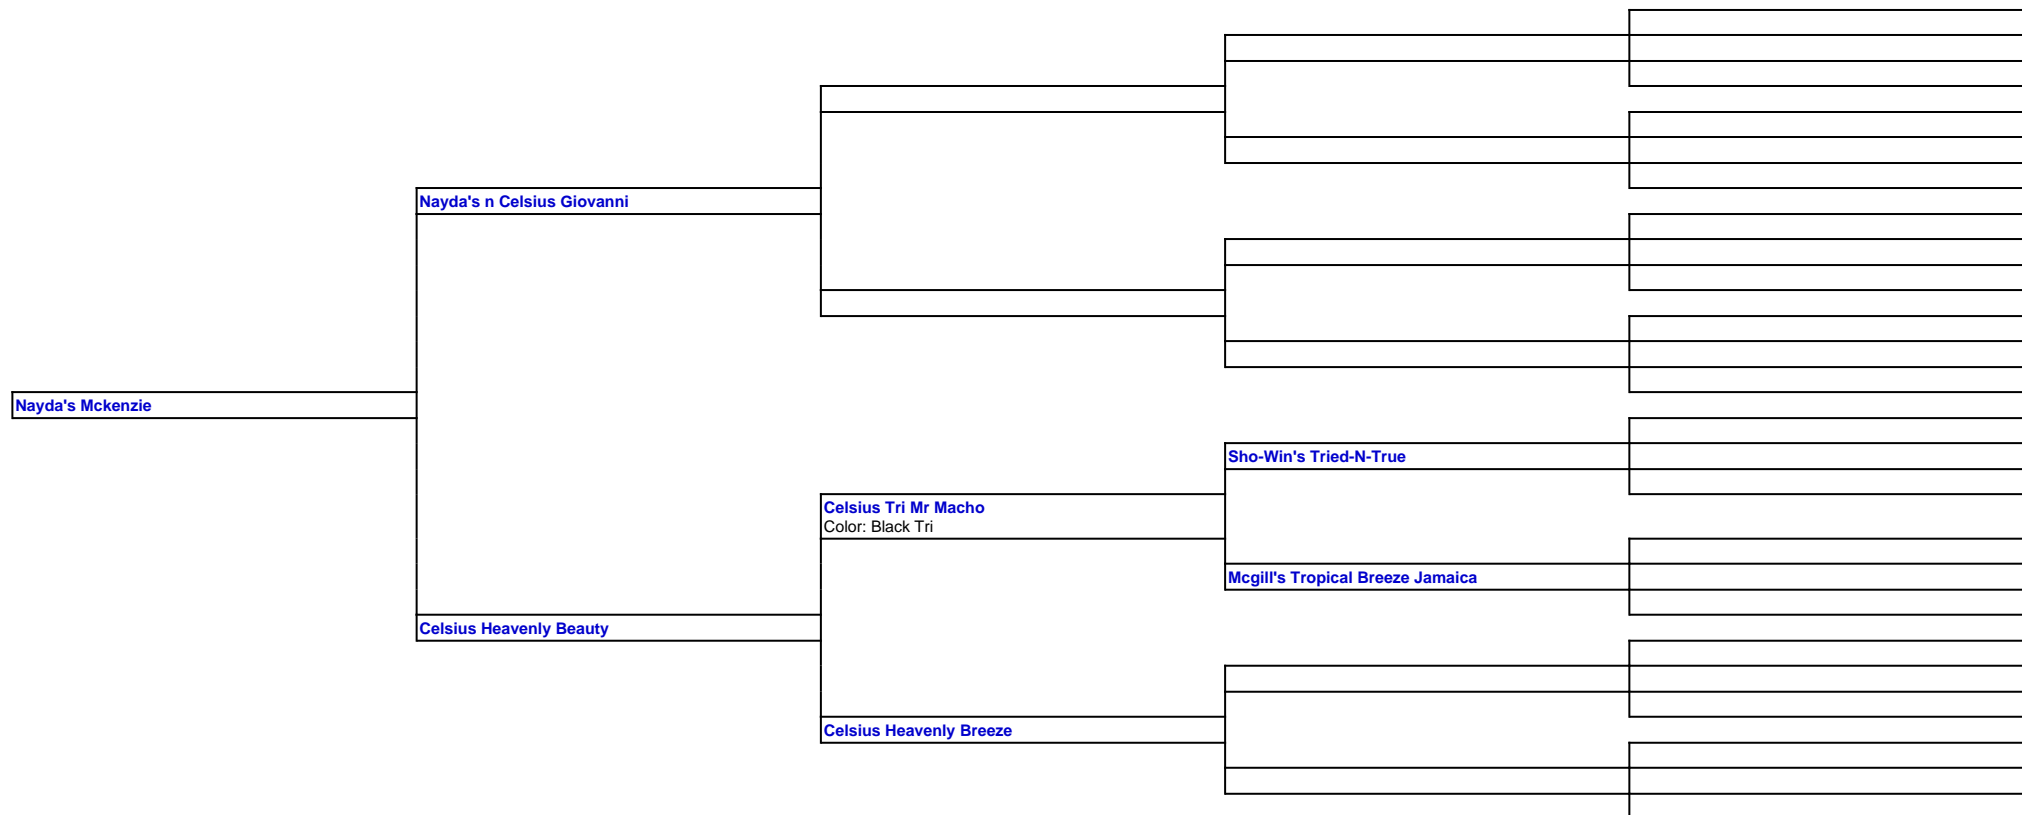 Nayda's n Celsius Giovanni
Nayda's Mckenzie
Sho-Win's Tried-N-True
Celsius Tri Mr Macho
Color: Black Tri
Mcgill's Tropical Breeze Jamaica
Celsius Heavenly Beauty
Celsius Heavenly Breeze